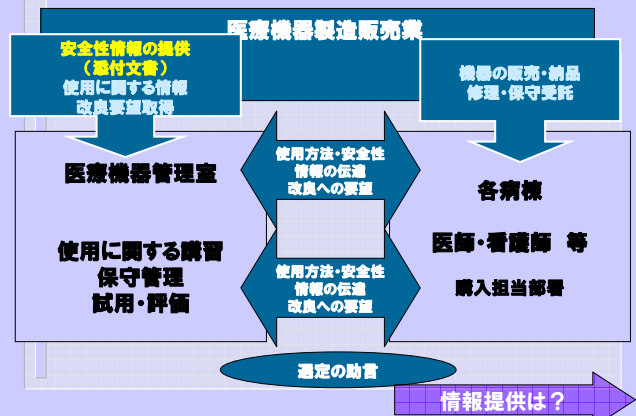 医療機器製造販売業
安全性情報の提供
（添付文書）
使用に関する情報
改良要望取得
機器の販売・納品
修理・保守受託
医療機器管理室
使用に関する講習
保守管理
試用・評価
使用方法・安全性
情報の伝達
改良への要望
使用方法・安全性
情報の伝達
改良への要望
各病棟
医師・看護師　等
購入担当部署
選定の助言
情報提供は？